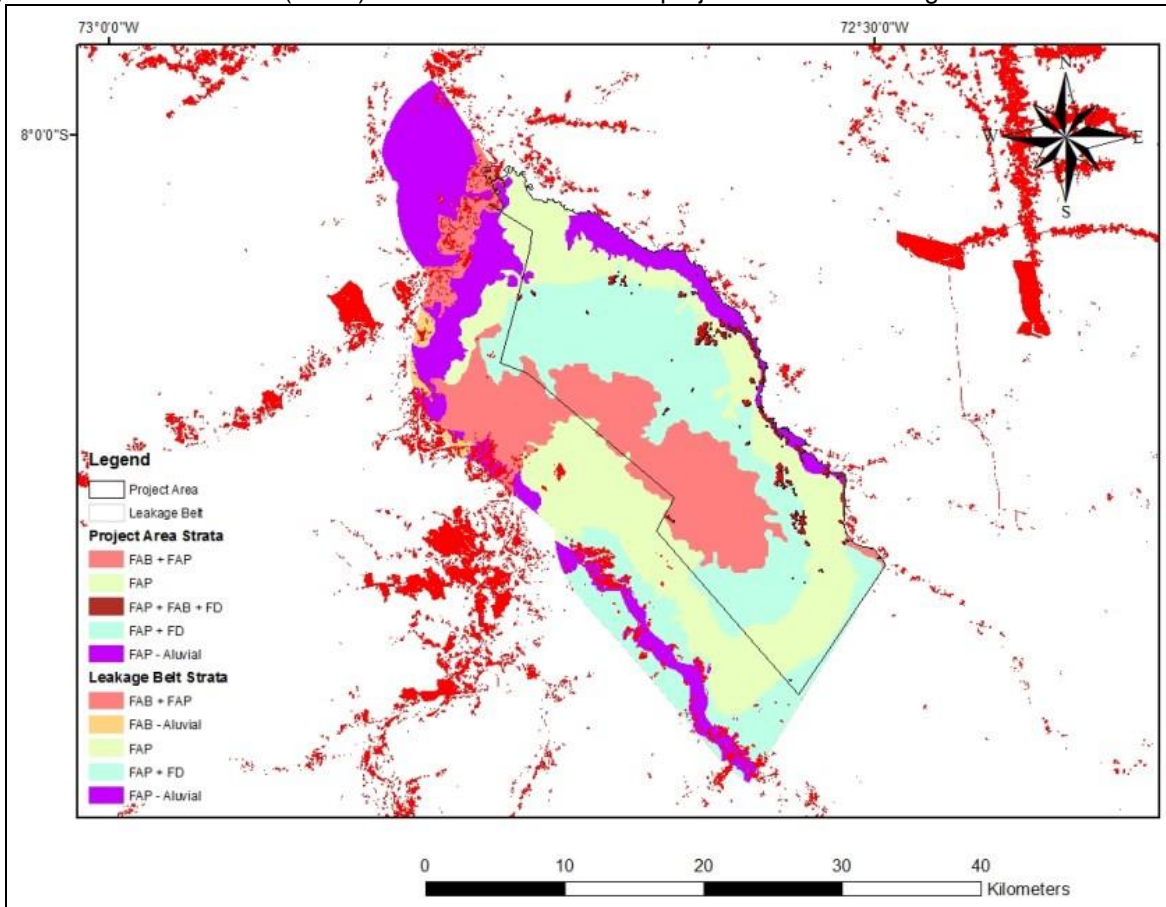 73°0'0"W 72°30'0"W
8°0'0"S
N
W E
S
Legend
Project Area
Leakage Belt
Project Area Strata
FAB + FAP
FAP
FAP + FAB + FD
FAP + FD
FAP - Aluvial
Leakage Belt Strata
FAB + FAP
FAB - Aluvial
FAP
FAP + FD
FAP - Aluvial
0 10 20 30 40
Kilometers